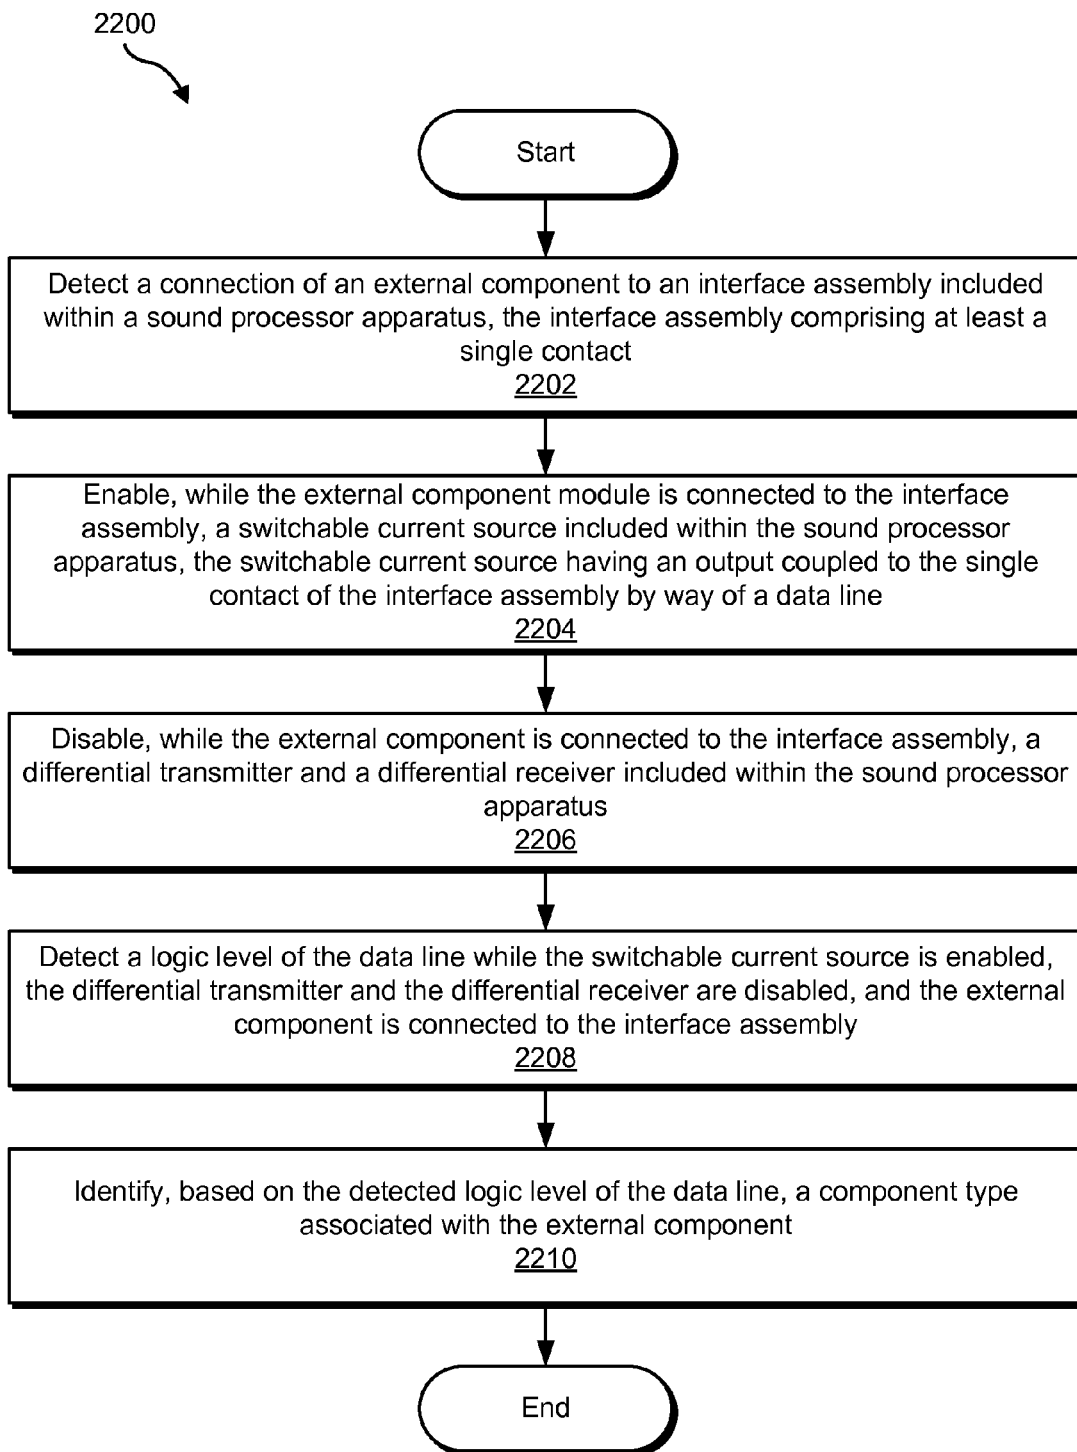 2200
Start
Detect a connection of an external component to an interface assembly included
within a sound processor apparatus, the interface assembly comprising at least a
single contact
2202
Enable, while the external component module is connected to the interface
assembly, a switchable current source included within the sound processor
apparatus, the switchable current source having an output coupled to the single
contact of the interface assembly by way of a data line
2204
Disable, while the external component is connected to the interface assembly, a
differential transmitter and a differential receiver included within the sound processor
apparatus
2206
Detect a logic level of the data line while the switchable current source is enabled,
the differential transmitter and the differential receiver are disabled, and the external
component is connected to the interface assembly
2208
Identify, based on the detected logic level of the data line, a component type
associated with the external component
2210
End